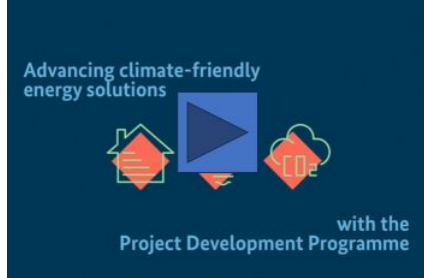 Advancing climate-friendly
energy solutions
CO2
with the
Project Development Programme